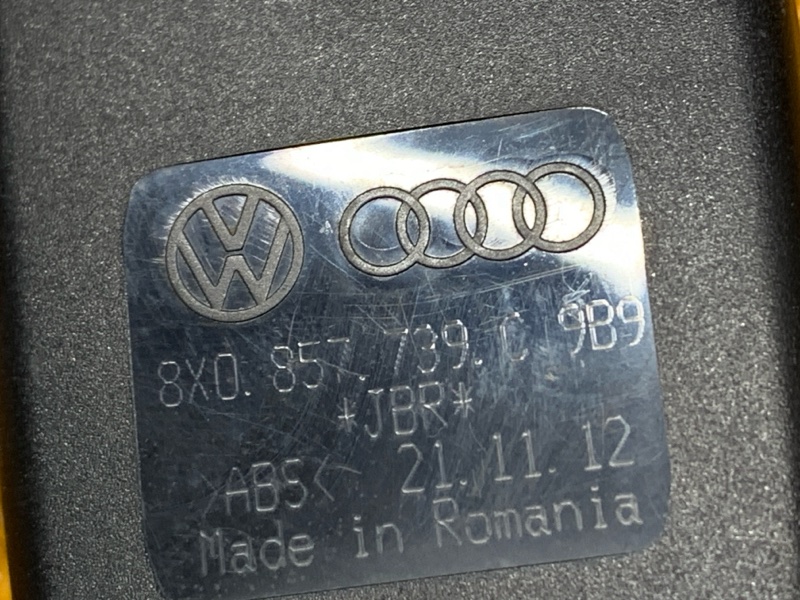 8X0.857.739.C 9B9
*JBR*
>ABS< 21.11.12
Made in Romania